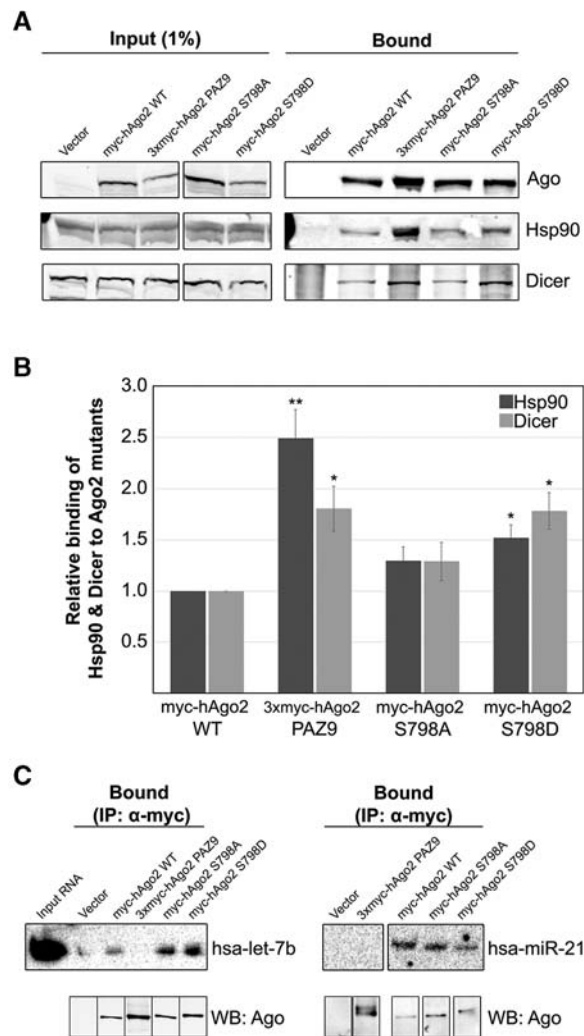 A
Input (1%)
Bound
Vector
myc-hAgo2 WT
3xmyc-hAgo2 PAZ9
myc-hAgo2 S798A
myc-hAgo2 S798D
Vector
myc-hAgo2 WT
3xmyc-hAgo2 PAZ9
myc-hAgo2 S798A
myc-hAgo2 S798D
Ago
Hsp90
Dicer
B
Relative binding of
Hsp90 & Dicer to Ago2 mutants
3.0
2.5
2.0
1.5
1.0
0.5
**
*
*
*
Hsp90
Dicer
myc-hAgo2
WT
3xmyc-hAgo2
PAZ9
myc-hAgo2
S798A
myc-hAgo2
S798D
C
Bound
(IP: α-myc)
Bound
(IP: α-myc)
Input RNA
Vector
myc-hAgo2 WT
3xmyc-hAgo2 PAZ9
myc-hAgo2 S798A
myc-hAgo2 S798D
Vector
3xmyc-hAgo2 PAZ9
myc-hAgo2 WT
myc-hAgo2 S798A
myc-hAgo2 S798D
hsa-let-7b
hsa-miR-21
WB: Ago
WB: Ago